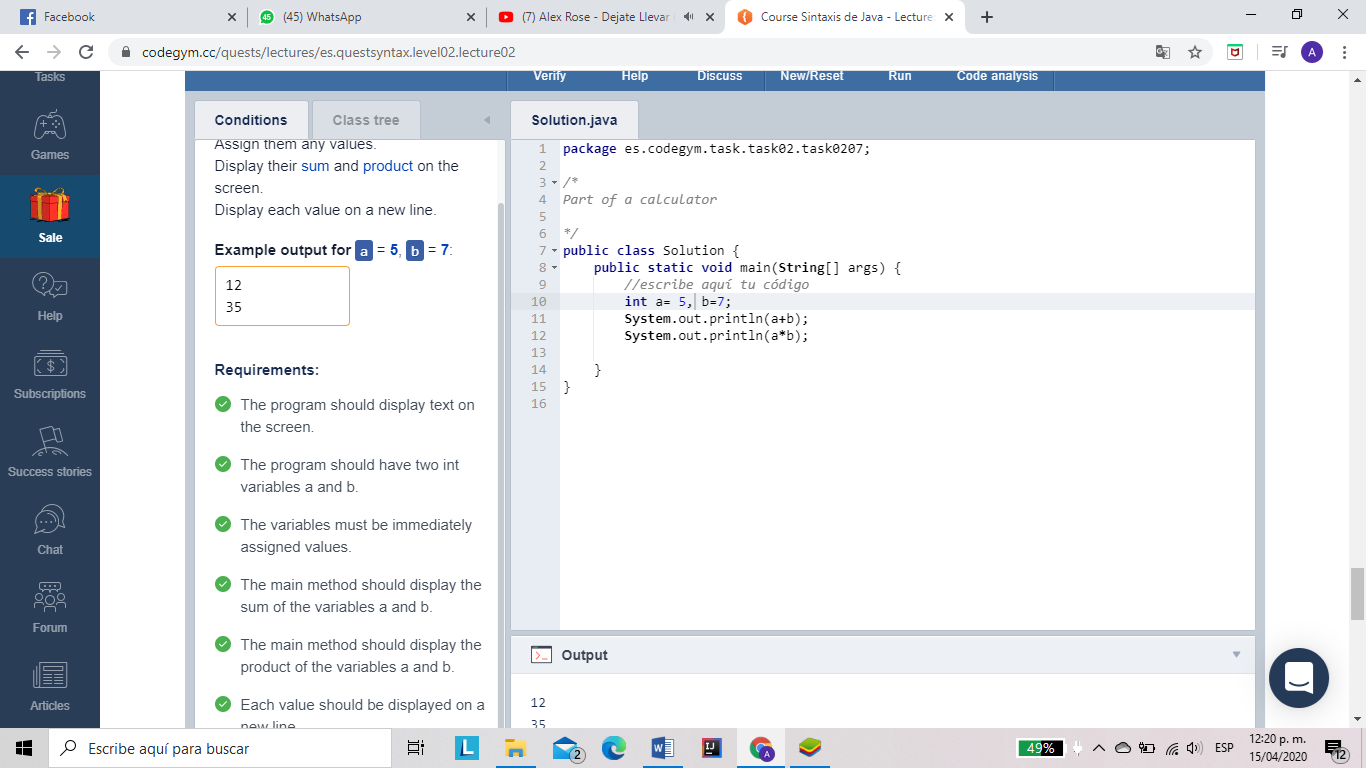 Facebook
45
(45) WhatsApp
(7) Alex Rose - Dejate Llevar
Course Sintaxis de Java - Lecture
codegym.cc/quests/lectures/es.questsyntax.level02.lecture02
A
Tasks
Games
Sale
Help
Subscriptions
Success stories
Chat
Forum
Articles
Verify
Help
Discuss
New/Reset
Run
Code analysis
Conditions
Class tree
Assign them any values.
Display their sum and product on the
screen.
Display each value on a new line.
Example output for a = 5, b = 7:
12
35
Requirements:
The program should display text on
the screen.
The program should have two int
variables a and b.
The variables must be immediately
assigned values.
The main method should display the
sum of the variables a and b.
The main method should display the
product of the variables a and b.
Each value should be displayed on a
new line.
Solution.java
1 package es.codegym.task.task02.task0207;
2
3 /*
4 Part of a calculator
5
6 */
7 public class Solution {
8 public static void main(String[] args) {
9 //escribe aquí tu código
10 int a= 5, b=7;
11 System.out.println(a+b);
12 System.out.println(a*b);
13
14 }
15 }
16
Output
12
35
Escribe aquí para buscar
L
2
W
IJ
A
49%
ESP
12:20 p. m.
15/04/2020
12